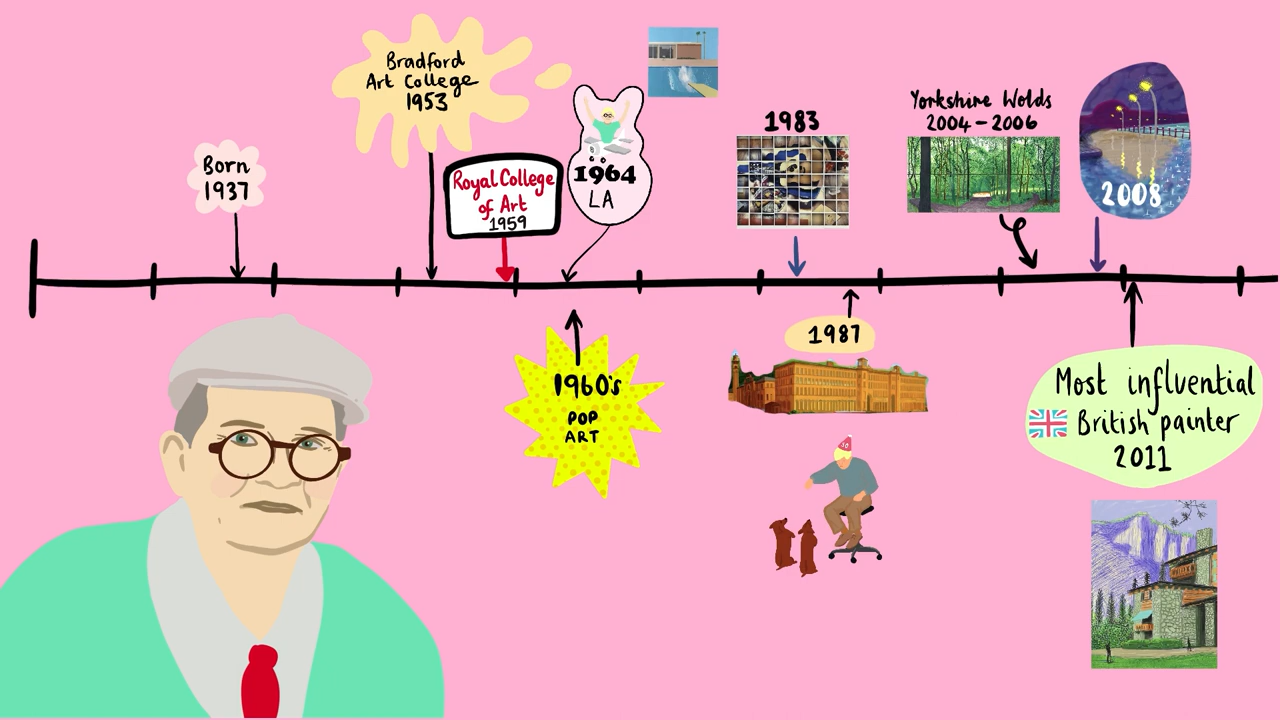 Born
1937
Bradford
Art College
1953
Royal College
of Art
1959
1964
LA
1960's
POP
ART
1983
1987
50
Yorkshire Wolds
2004 - 2006
2008
Most influential
British painter
2011